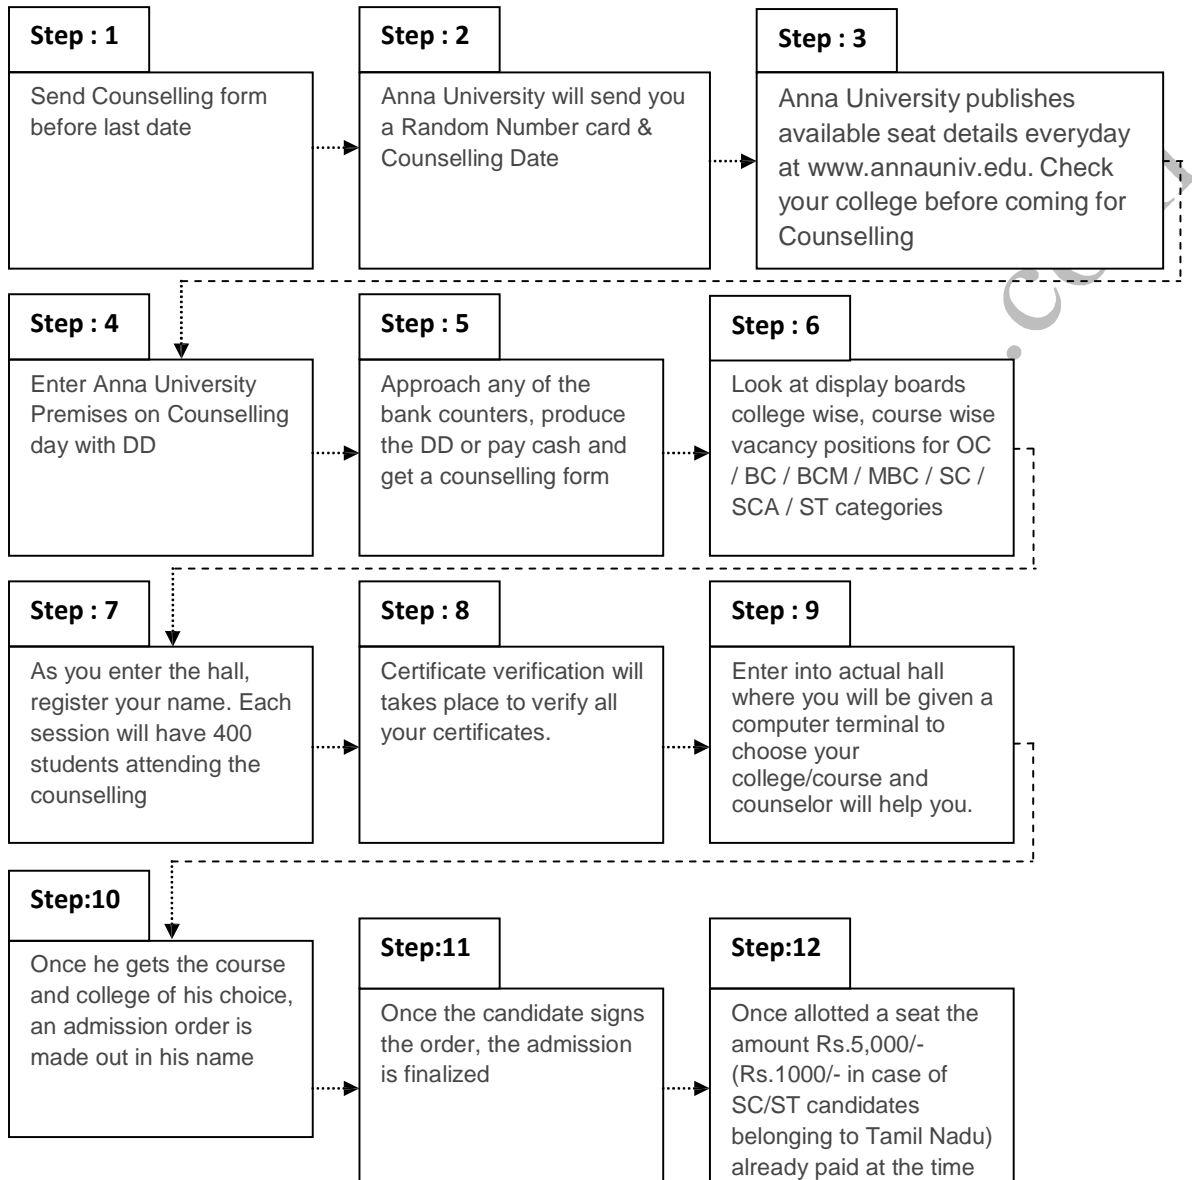 Step : 1
Send Counselling form
before last date
Step : 2
Anna University will send you
a Random Number card &
Counselling Date
Step : 3
Anna University publishes
available seat details everyday
at www.annauniv.edu. Check
your college before coming for
Counselling
Step : 4
Enter Anna University
Premises on Counselling
day with DD
Step : 5
Approach any of the
bank counters, produce
the DD or pay cash and
get a counselling form
Step : 6
Look at display boards
college wise, course wise
vacancy positions for OC
/ BC / BCM / MBC / SC /
SCA / ST categories
Step : 7
As you enter the hall,
register your name. Each
session will have 400
students attending the
counselling
Step : 8
Certificate verification will
takes place to verify all
your certificates.
Step : 9
Enter into actual hall
where you will be given a
computer terminal to
choose your
college/course and
counselor will help you.
Step:10
Once he gets the course
and college of his choice,
an admission order is
made out in his name
Step:11
Once the candidate signs
the order, the admission
is finalized
Step:12
Once allotted a seat the
amount Rs.5,000/-
(Rs.1000/- in case of
SC/ST candidates
belonging to Tamil Nadu)
already paid at the time